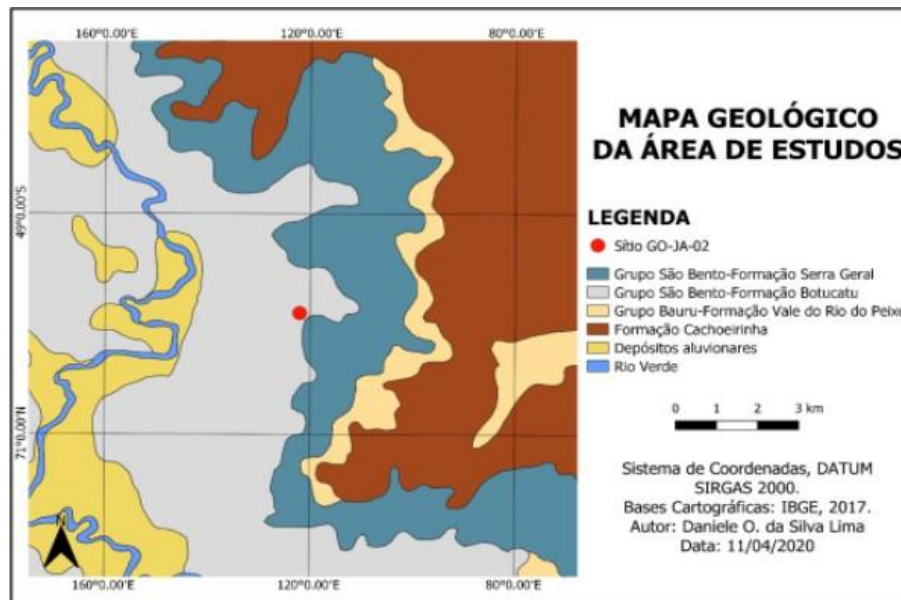 160°0.00'E 120°0.00'E 80°0.00'E
49°0.00'S
71°0.00'N
N
160°0.00'E 120°0.00'E 80°0.00'E
MAPA GEOLÓGICO
DA ÁREA DE ESTUDOS
LEGENDA
Sítio GO-JA-02
Grupo São Bento-Formação Serra Geral
Grupo São Bento-Formação Botucatu
Grupo Bauru-Formação Vale do Rio do Peixe
Formação Cachoeirinha
Depósitos aluvionares
Rio Verde
0 1 2 3 km
Sistema de Coordenadas, DATUM
SIRGAS 2000.
Bases Cartográficas: IBGE, 2017.
Autor: Daniele O. da Silva Lima
Data: 11/04/2020